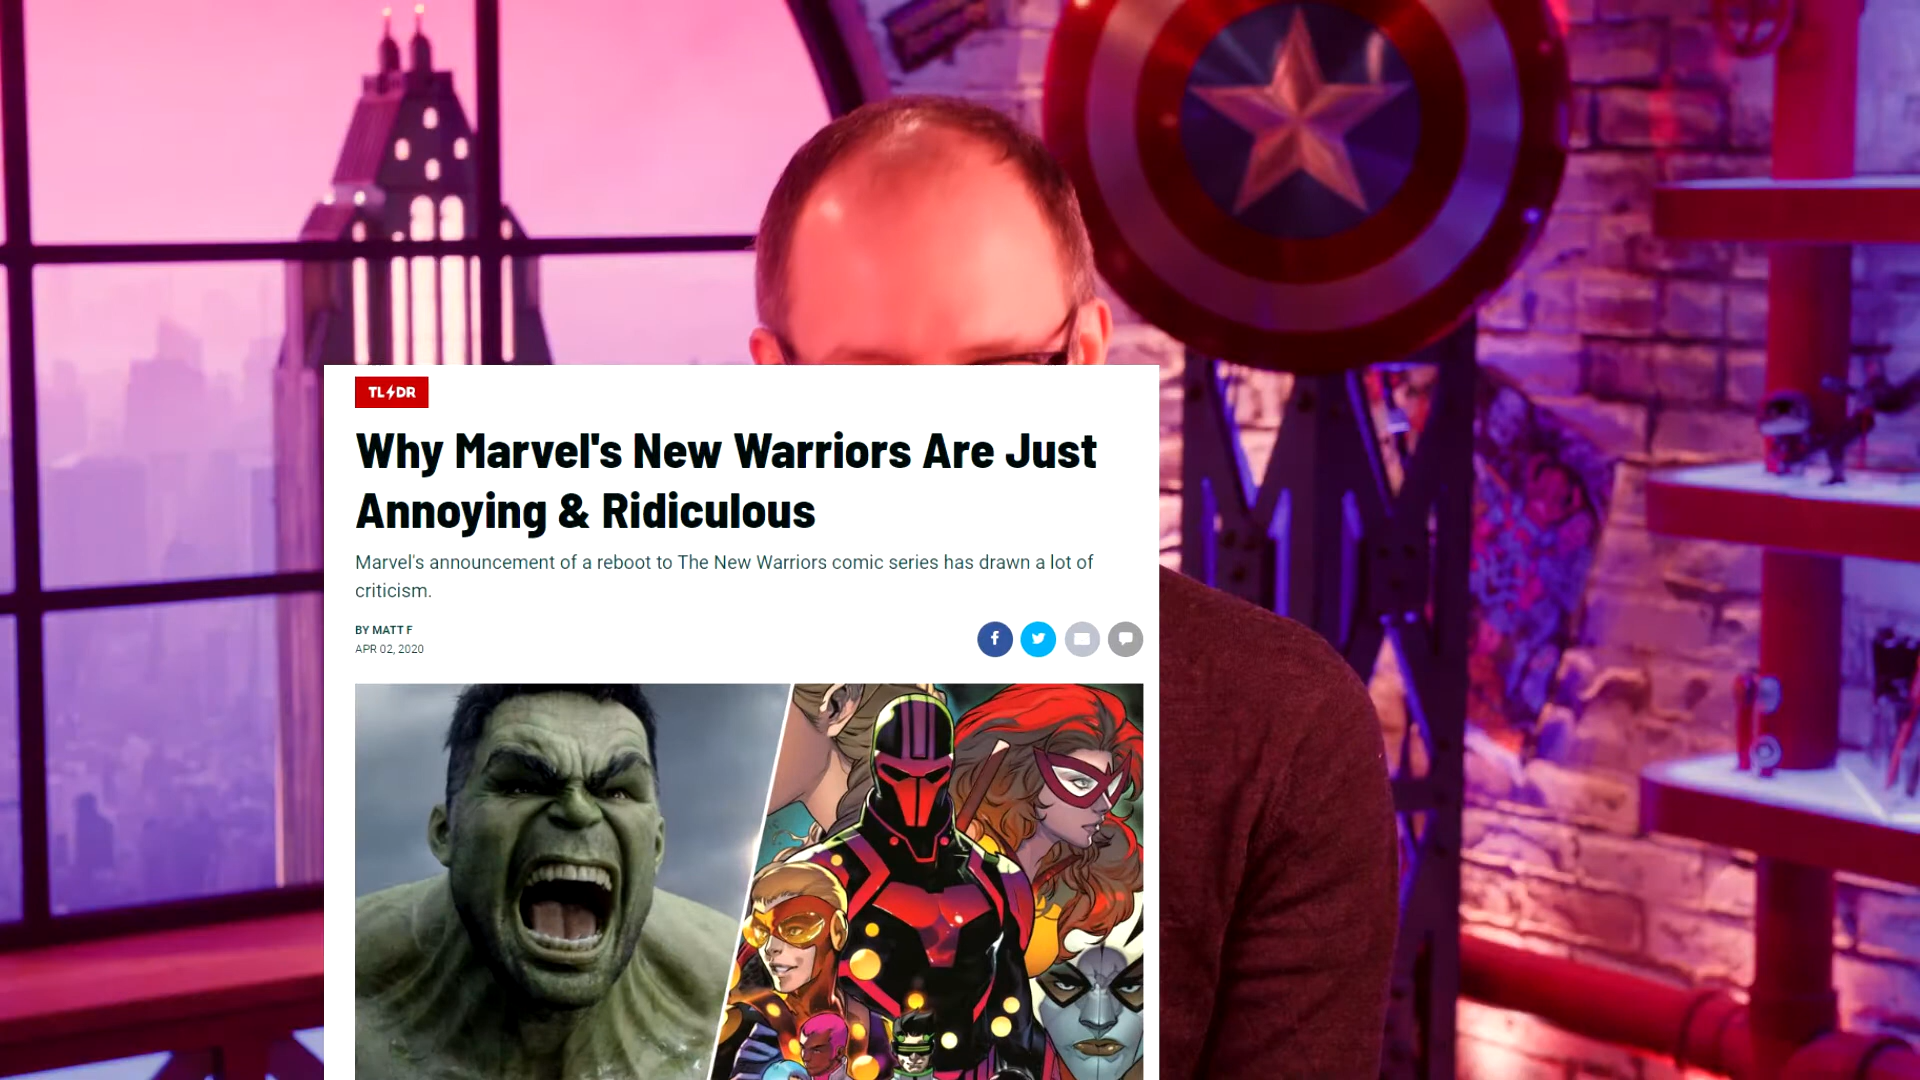 TL DR
Why Marvel's New Warriors Are Just
Annoying & Ridiculous
Marvel's announcement of a reboot to The New Warriors comic series has drawn a lot of
criticism.
BY MATT F
APR 02, 2020